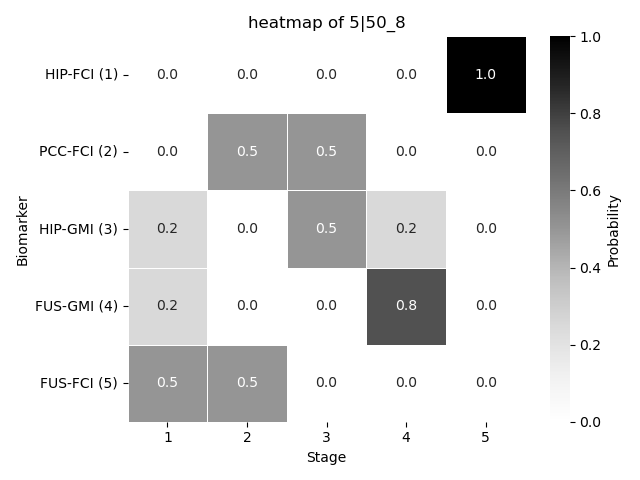 heatmap of 5|50_8
HIP-FCI (1) 0.0 0.0 0.0 0.0 1.0
PCC-FCI (2) 0.0 0.5 0.5 0.0 0.0
HIP-GMI (3) 0.2 0.0 0.5 0.2 0.0
FUS-GMI (4) 0.2 0.0 0.0 0.8 0.0
FUS-FCI (5) 0.5 0.5 0.0 0.0 0.0
1 2 3 4 5
Stage
Biomarker
1.0
0.8
0.6
0.4
0.2
0.0
Probability